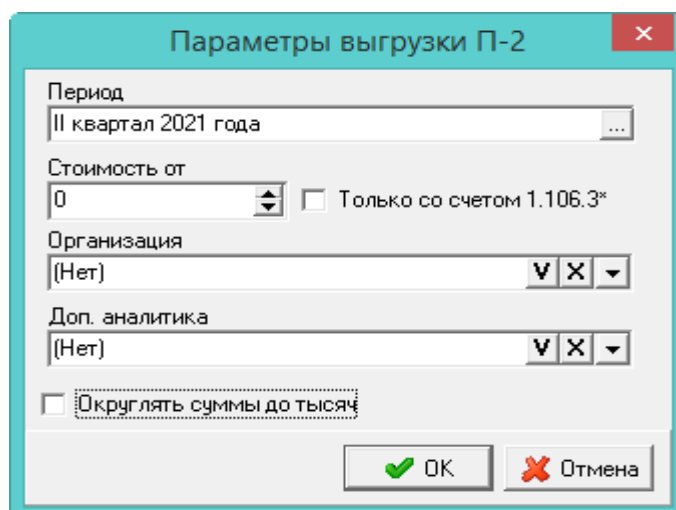 Параметры выгрузки П-2
Период
II квартал 2021 года
...
Стоимость от
0
Только со счетом 1.106.3*
Организация
(Нет)
V X
Доп. аналитика
(Нет)
V X
Округлять суммы до тысяч
OK Отмена